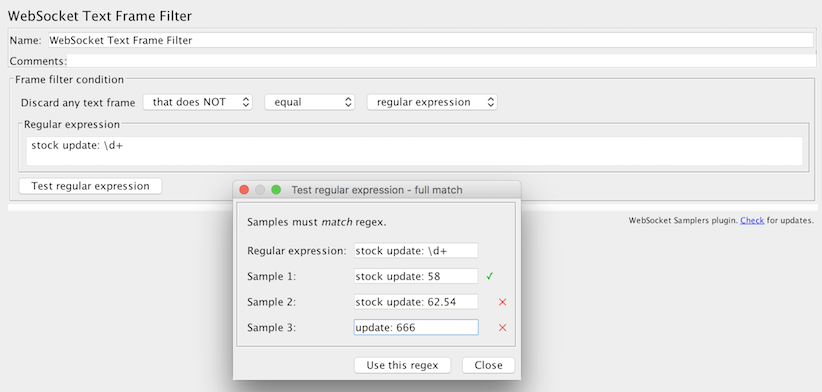 WebSocket Text Frame Filter
Name: WebSocket Text Frame Filter
Comments:
Frame filter condition
Discard any text frame that does NOT equal regular expression
Regular expression
stock update: \d+
Test regular expression
Test regular expression - full match
WebSocket Samplers plugin. Check for updates.
Samples must match regex.
Regular expression: stock update: \d+
Sample 1: stock update: 58 ✓
Sample 2: stock update: 62.54 ✕
Sample 3: update: 666 ✕
Use this regex Close